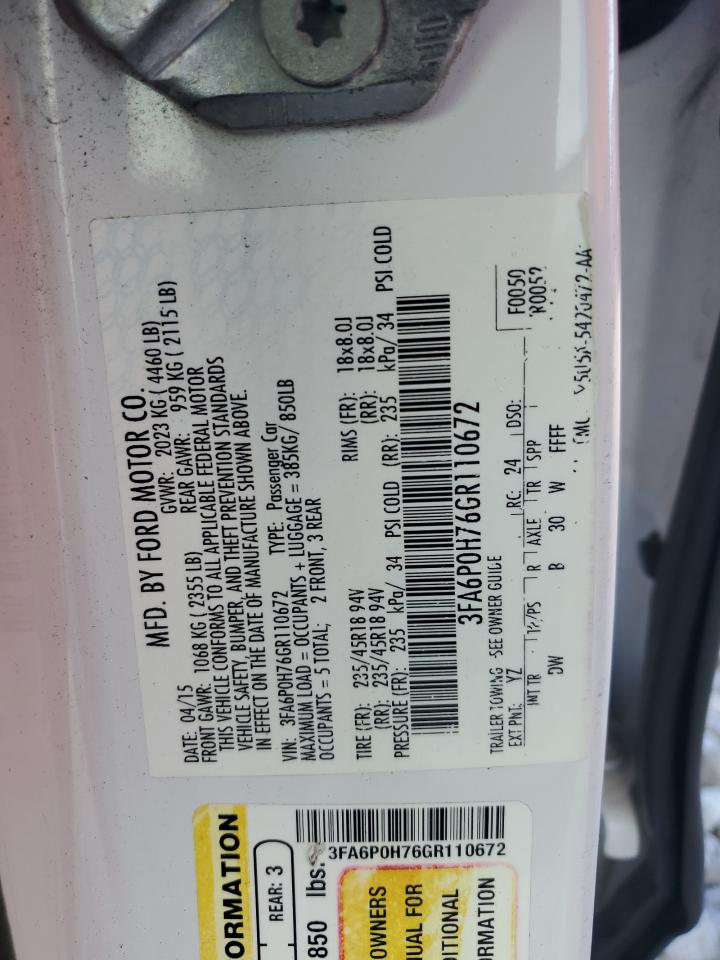 MFD. BY FORD MOTOR CO.
DATE: 04/15 GVWR: 2023 KG ( 4460 LB)
FRONT GAWR: 1068 KG ( 2355 LB) REAR GAWR: 959 KG ( 2115 LB)
THIS VEHICLE CONFORMS TO ALL APPLICABLE FEDERAL MOTOR
VEHICLE SAFETY, BUMPER, AND THEFT PREVENTION STANDARDS
IN EFFECT ON THE DATE OF MANUFACTURE SHOWN ABOVE.
VIN: 3FA6P0H76GR110672 TYPE: Passenger Car
MAXIMUM LOAD = OCCUPANTS + LUGGAGE = 385KG/ 850LB
OCCUPANTS = 5 TOTAL; 2 FRONT, 3 REAR
TIRE (FR): 235/45R18 94V RIMS (FR): 18x8.0J
(RR): 235/45R18 94V (RR): 18x8.0J
PRESSURE (FR): 235 kPa/ 34 PSI COLD (RR): 235 kPa/ 34 PSI COLD
3FA6P0H76GR110672
TRAILER TOWING -SEE OWNER GUIDE
F0050
R0052
EXT PNT: YZ RC: 24 DSO:
INT TR TP/PS R AXLE TR SPP
DW B 30 W FFFF
3FA6P0H76GR110672
ORMATION
REAR: 3
850 lbs.
OWNERS
UAL FOR
DITIONAL
RMATION
110